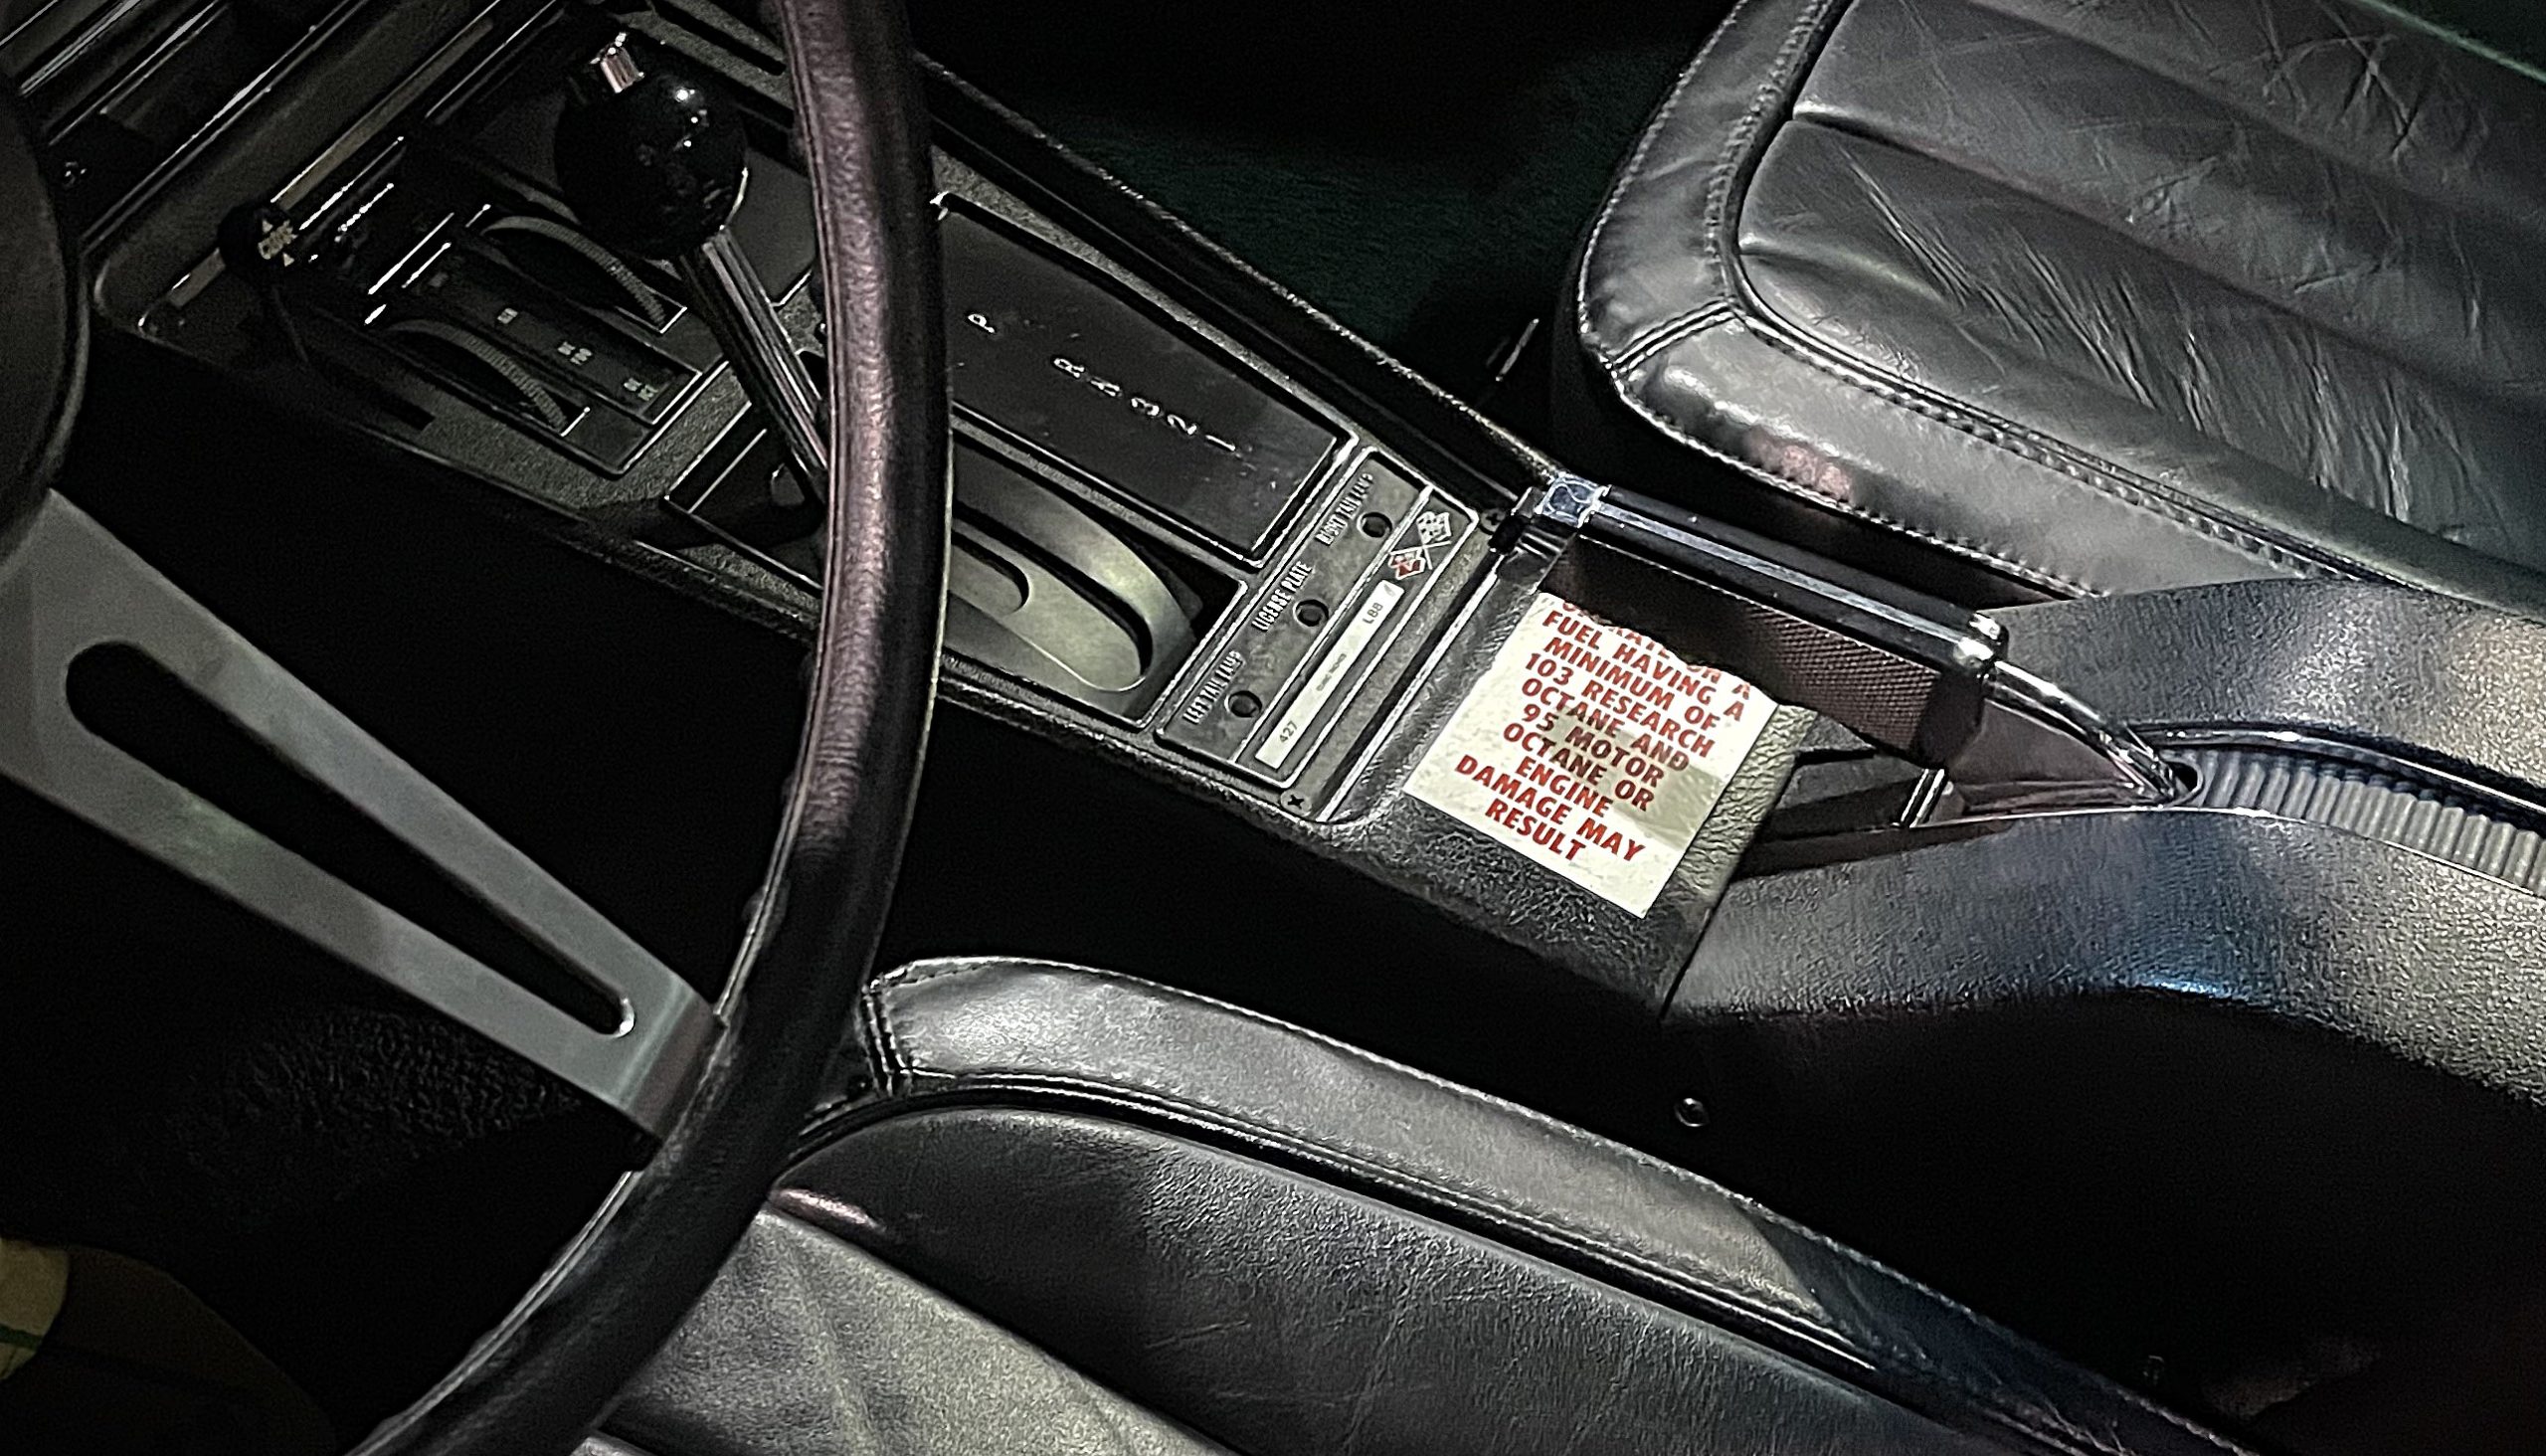 P
R
3
2
1
RIGHT TAIL LAMP
LICENSE PLATE
LEFT TAIL LAMP
427 L88
FUEL HAVING A
MINIMUM OF
103 RESEARCH
OCTANE AND
95 MOTOR
OCTANE OR
ENGINE
DAMAGE MAY
RESULT